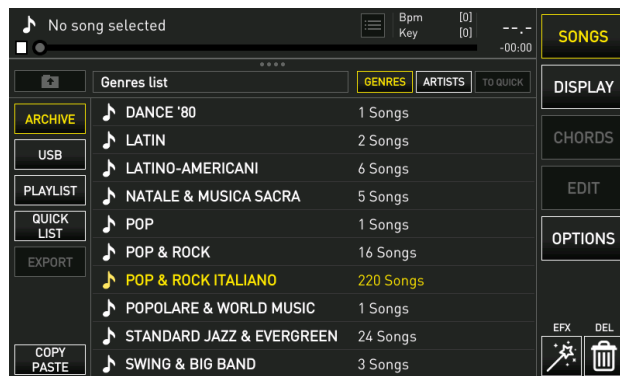 No song selected
Bpm [0]
Key [0]
--.-
-00:00
SONGS
Genres list
GENRES
ARTISTS
TO QUICK
DISPLAY
CHORDS
EDIT
OPTIONS
ARCHIVE
USB
PLAYLIST
QUICK
LIST
EXPORT
COPY
PASTE
DANCE '80 1 Songs
LATIN 2 Songs
LATINO-AMERICANI 6 Songs
NATALE & MUSICA SACRA 5 Songs
POP 1 Songs
POP & ROCK 16 Songs
POP & ROCK ITALIANO 220 Songs
POPOLARE & WORLD MUSIC 1 Songs
STANDARD JAZZ & EVERGREEN 24 Songs
SWING & BIG BAND 3 Songs
EFX DEL